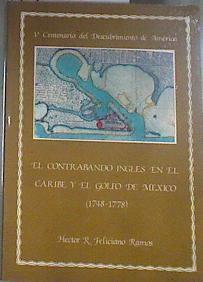 V Centenario del Descubrimiento de América
EL CONTRABANDO INGLES EN EL
CARIBE Y EL GOLFO DE MEXICO
(1748-1778)
Hector R. Feliciano Ramos